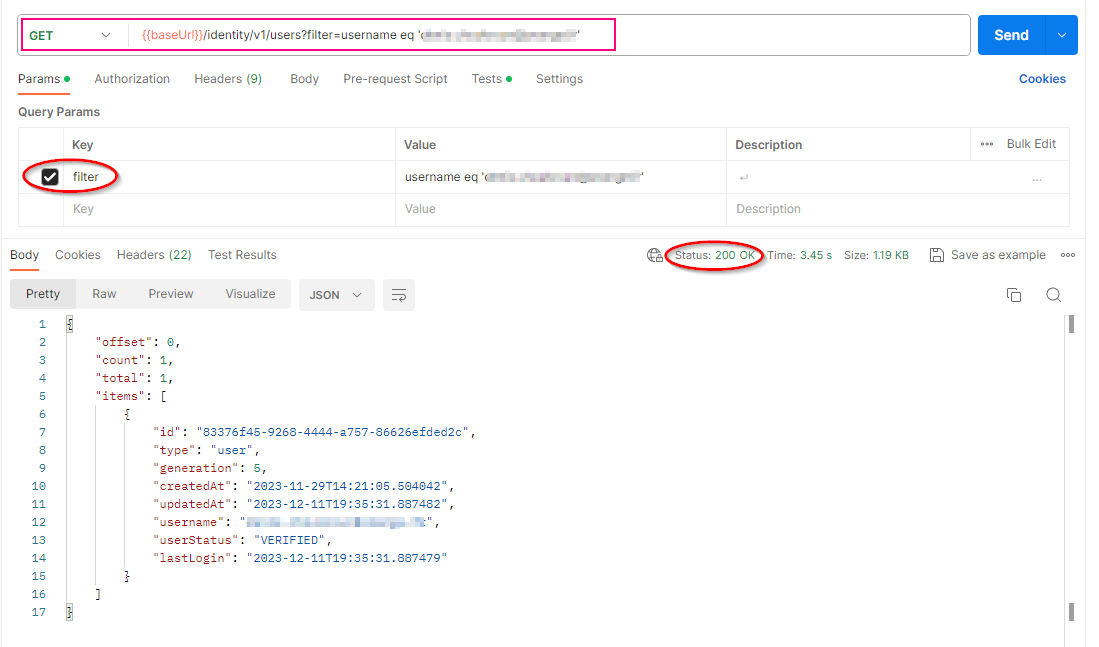 GET {{baseUrl}}/identity/v1/users?filter=username eq ' ' Send
Params Authorization Headers (9) Body Pre-request Script Tests Settings Cookies
Query Params
Key Value Description ••• Bulk Edit
filter username eq ' ' ↵ ...
Key Value Description
Body Cookies Headers (22) Test Results Status: 200 OK Time: 3.45 s Size: 1.19 KB Save as example
Pretty Raw Preview Visualize JSON
1 {
2 "offset": 0,
3 "count": 1,
4 "total": 1,
5 "items": [
6 {
7 "id": "83376f45-9268-4444-a757-86626efded2c",
8 "type": "user",
9 "generation": 5,
10 "createdAt": "2023-11-29T14:21:05.504042",
11 "updatedAt": "2023-12-11T19:35:31.887482",
12 "username": " ",
13 "userStatus": "VERIFIED",
14 "lastLogin": "2023-12-11T19:35:31.887479"
15 }
16 ]
17 }